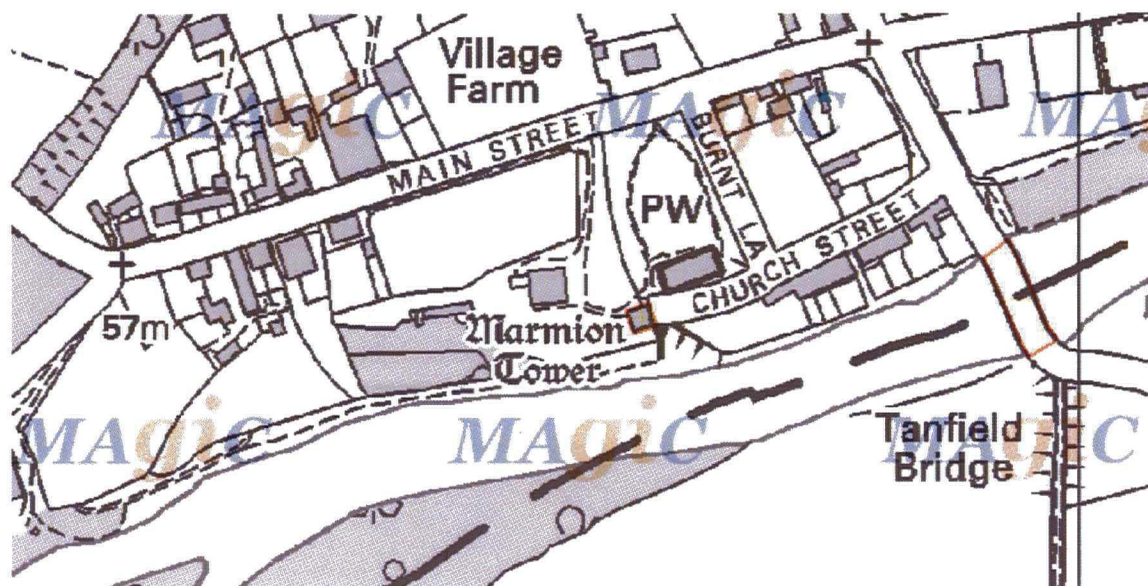 Village
Farm
MAgiC
MAgiC
MAgiC
MAIN STREET
BURNT LA
PW
CHURCH STREET
57m
Marmion
Tower
MAgiC
MAgiC
MAgiC
Tanfield
Bridge